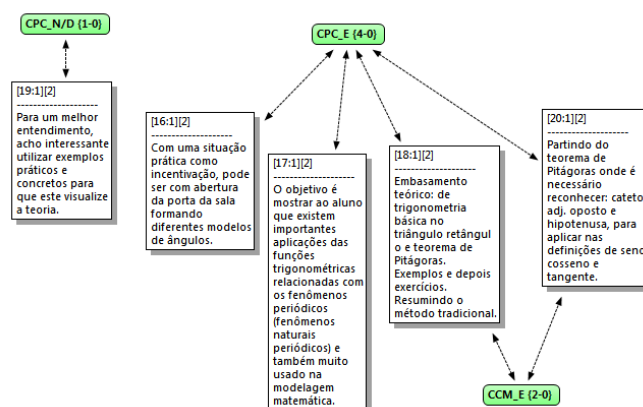 CPC_N/D {1-0}
CPC_E {4-0}
[19:1][2]
--------------------
Para um melhor
entendimento,
acho interessante
utilizar exemplos
práticos e
concretos para
que este visualize
a teoria.
[16:1][2]
--------------------
Com uma situação
prática como
incentivação, pode
ser com abertura
da porta da sala
formando
diferentes modelos
de ângulos.
[17:1][2]
--------------------
O objetivo é
mostrar ao aluno
que existem
importantes
aplicações das
funções
trigonométricas
relacionadas com
os fenômenos
periódicos
(fenômenos
naturais
periódicos) e
também muito
usado na
modelagem
matemática.
[18:1][2]
--------------------
Embasamento
teórico: de
trigonometria
básica no
triângulo retângul
o e teorema de
Pitágoras.
Exemplos e depois
exercícios.
Resumindo o
método tradicional.
[20:1][2]
--------------------
Partindo do
teorema de
Pitágoras onde é
necessário
reconhecer: cateto
adj. oposto e
hipotenusa, para
aplicar nas
definições de seno
cosseno e
tangente.
CCM_E {2-0}